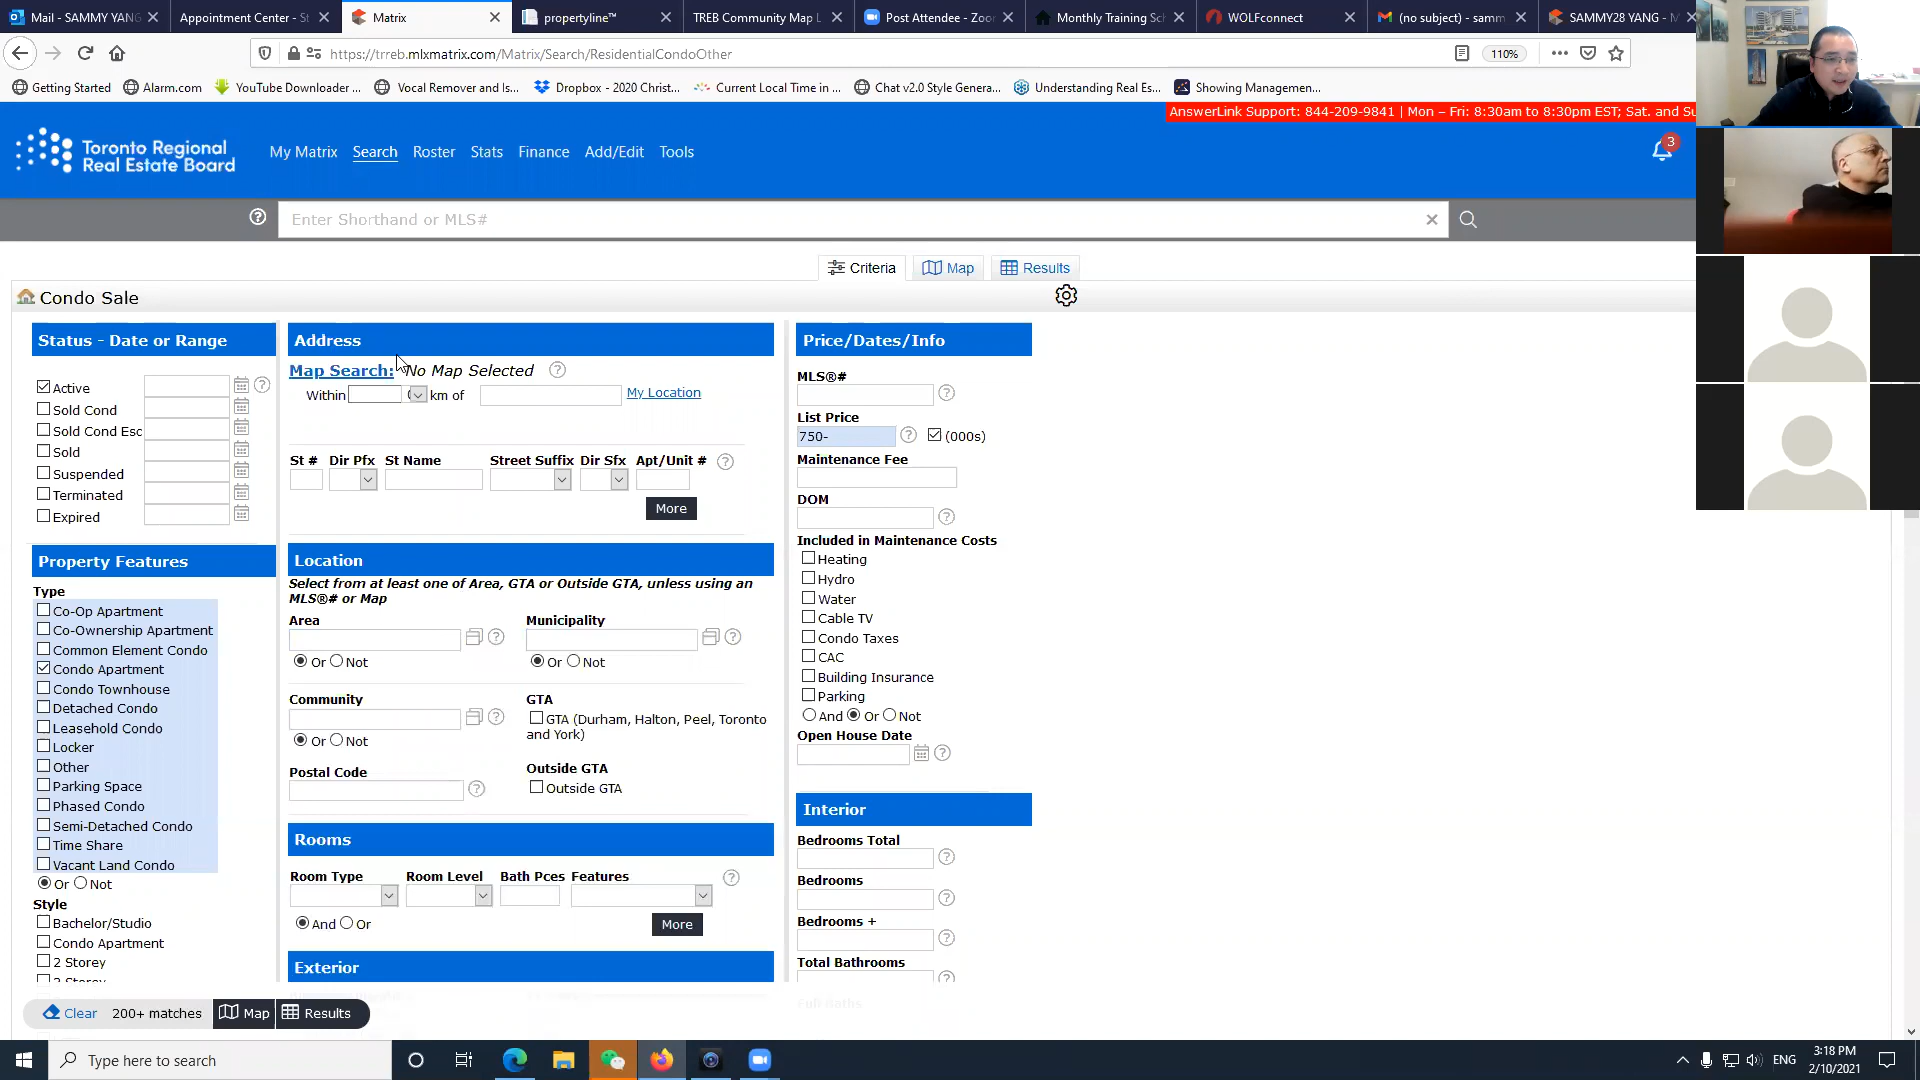 Mail - SAMMY YANG
Appointment Center - S
Matrix
propertyline™
TREB Community Map L
Post Attendee - Zoo
Monthly Training Sc
WOLFconnect
(no subject) - samm
SAMMY28 YANG - M
https://trreb.mlxmatrix.com/Matrix/Search/ResidentialCondoOther
110%
Getting Started
Alarm.com
YouTube Downloader ...
Vocal Remover and Is...
Dropbox - 2020 Christ...
Current Local Time in ...
Chat v2.0 Style Genera...
Understanding Real Es...
Showing Managemen...
AnswerLink Support: 844-209-9841 | Mon – Fri: 8:30am to 8:30pm EST; Sat. and Su
Toronto Regional
Real Estate Board
My Matrix
Search
Roster
Stats
Finance
Add/Edit
Tools
3
Enter Shorthand or MLS#
Criteria
Map
Results
Condo Sale
Status - Date or Range
Active
Sold Cond
Sold Cond Esc
Sold
Suspended
Terminated
Expired
Property Features
Type
Co-Op Apartment
Co-Ownership Apartment
Common Element Condo
Condo Apartment
Condo Townhouse
Detached Condo
Leasehold Condo
Locker
Other
Parking Space
Phased Condo
Semi-Detached Condo
Time Share
Vacant Land Condo
Or Not
Style
Bachelor/Studio
Condo Apartment
2 Storey
Address
Map Search: No Map Selected
Within km of My Location
St # Dir Pfx St Name Street Suffix Dir Sfx Apt/Unit #
More
Location
Select from at least one of Area, GTA or Outside GTA, unless using an
MLS®# or Map
Area
Municipality
Or Not
Or Not
Community
GTA
GTA (Durham, Halton, Peel, Toronto
and York)
Or Not
Postal Code
Outside GTA
Outside GTA
Rooms
Room Type Room Level Bath Pces Features
And Or
More
Exterior
Price/Dates/Info
MLS®#
List Price
750-
(000s)
Maintenance Fee
DOM
Included in Maintenance Costs
Heating
Hydro
Water
Cable TV
Condo Taxes
CAC
Building Insurance
Parking
And Or Not
Open House Date
Interior
Bedrooms Total
Bedrooms
Bedrooms +
Total Bathrooms
Clear
200+ matches
Map
Results
Type here to search
ENG
3:18 PM
2/10/2021